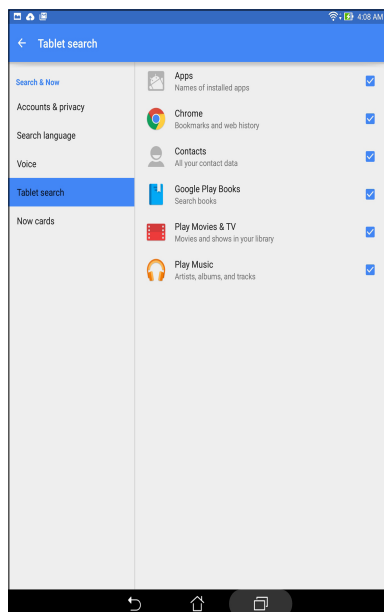 4:08 AM
Tablet search
Search & Now
Accounts & privacy
Search language
Voice
Tablet search
Now cards
Apps
Names of installed apps
Chrome
Bookmarks and web history
Contacts
All your contact data
Google Play Books
Search books
Play Movies & TV
Movies and shows in your library
Play Music
Artists, albums, and tracks